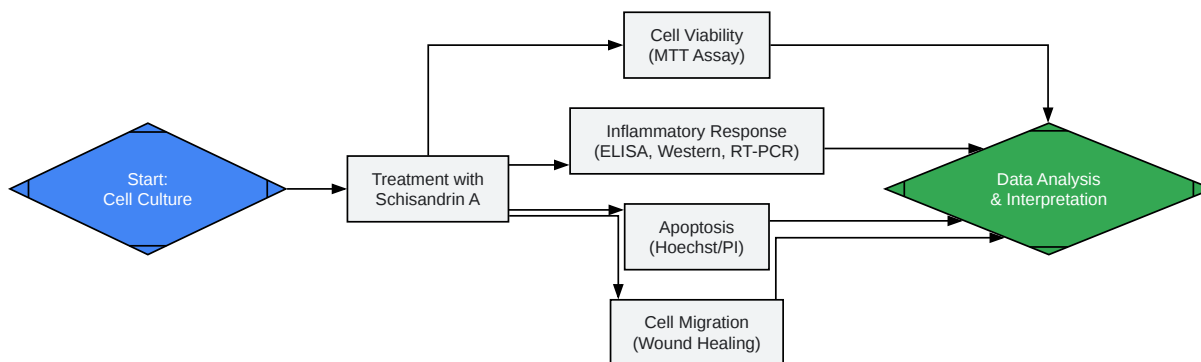 Start:
Cell Culture
Treatment with
Schisandrin A
Cell Viability
(MTT Assay)
Inflammatory Response
(ELISA, Western, RT-PCR)
Apoptosis
(Hoechst/PI)
Cell Migration
(Wound Healing)
Data Analysis
& Interpretation